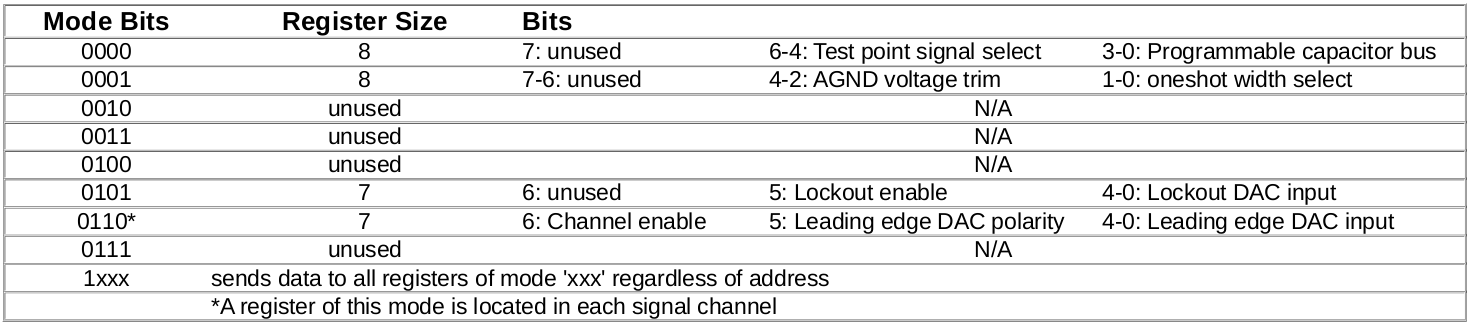 Mode Bits Register Size Bits
0000 8 7: unused 6-4: Test point signal select 3-0: Programmable capacitor bus
0001 8 7-6: unused 4-2: AGND voltage trim 1-0: oneshot width select
0010 unused N/A
0011 unused N/A
0100 unused N/A
0101 7 6: unused 5: Lockout enable 4-0: Lockout DAC input
0110* 7 6: Channel enable 5: Leading edge DAC polarity 4-0: Leading edge DAC input
0111 unused N/A
1xxx sends data to all registers of mode 'xxx' regardless of address
*A register of this mode is located in each signal channel